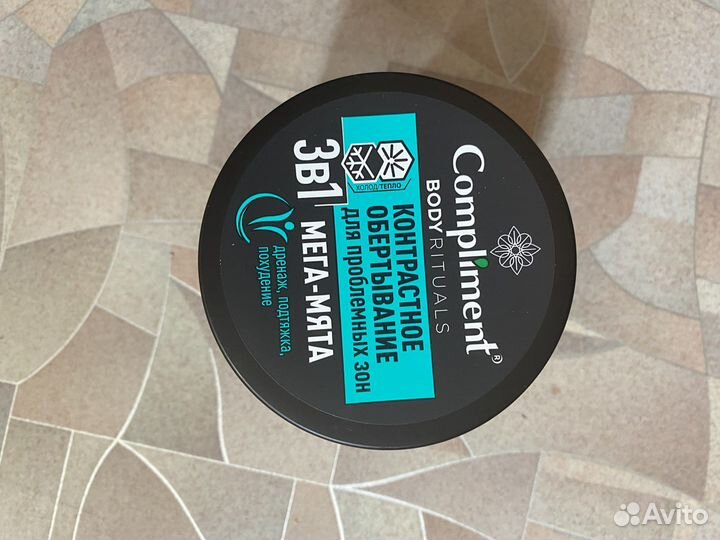 Compliment®
BODY RITUALS
КОНТРАСТНОЕ
ОБЕРТЫВАНИЕ
для проблемных зон
ХОЛОД/ТЕПЛО
3в1 МЕГА-МЯТА
дренаж, подтяжка,
похудение
Avito